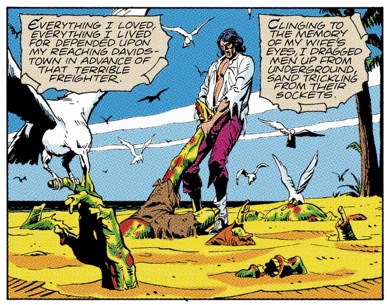 EVERYTHING I LOVED,
EVERYTHING I LIVED
FOR DEPENDED UPON
MY REACHING DAVIDS-
TOWN IN ADVANCE OF
THAT TERRIBLE
FREIGHTER.
CLINGING TO
THE MEMORY
OF MY WIFE'S
EYES, I DRAGGED
MEN UP FROM
UNDERGROUND,
SAND TRICKLING
FROM THEIR
SOCKETS.